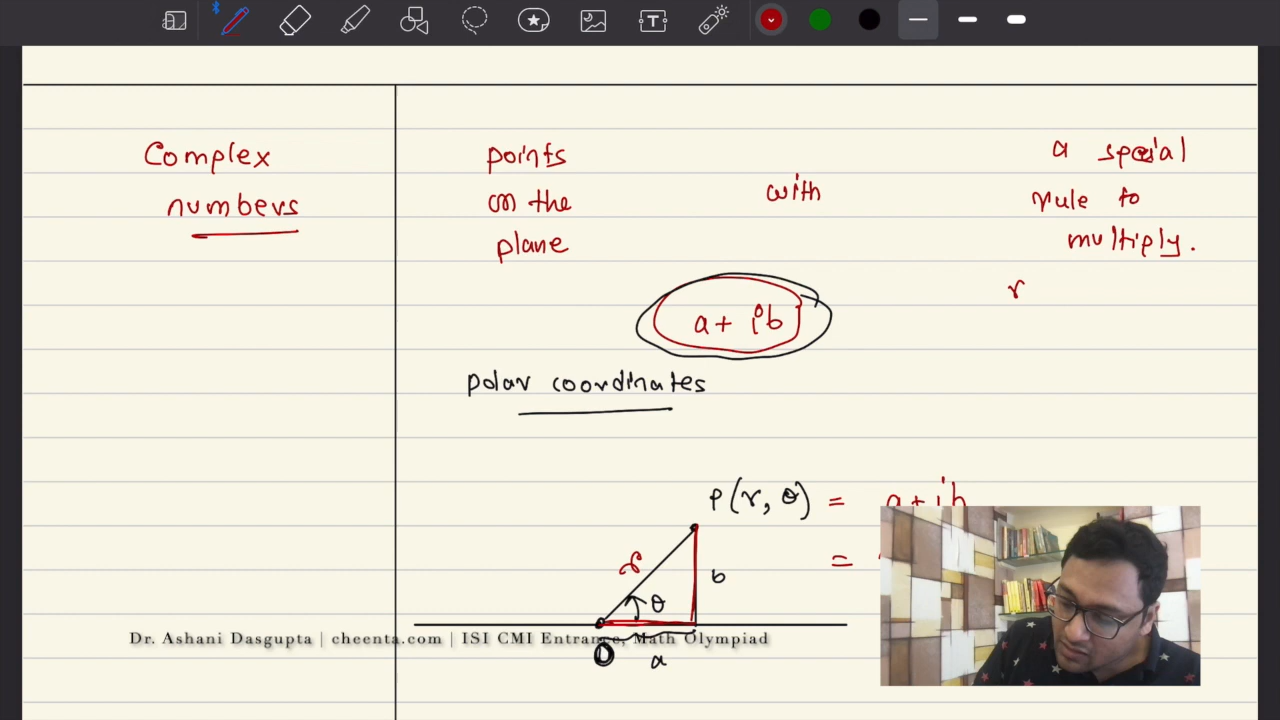 Complex
numbers
points
on the
plane
with
a special
rule to
multiply.
r
a + ib
polar coordinates
P(r, θ) = a+ib
=
r
b
θ
Dr. Ashani Dasgupta | cheenta.com | ISI CMI Entrance, Math Olympiad
O
a